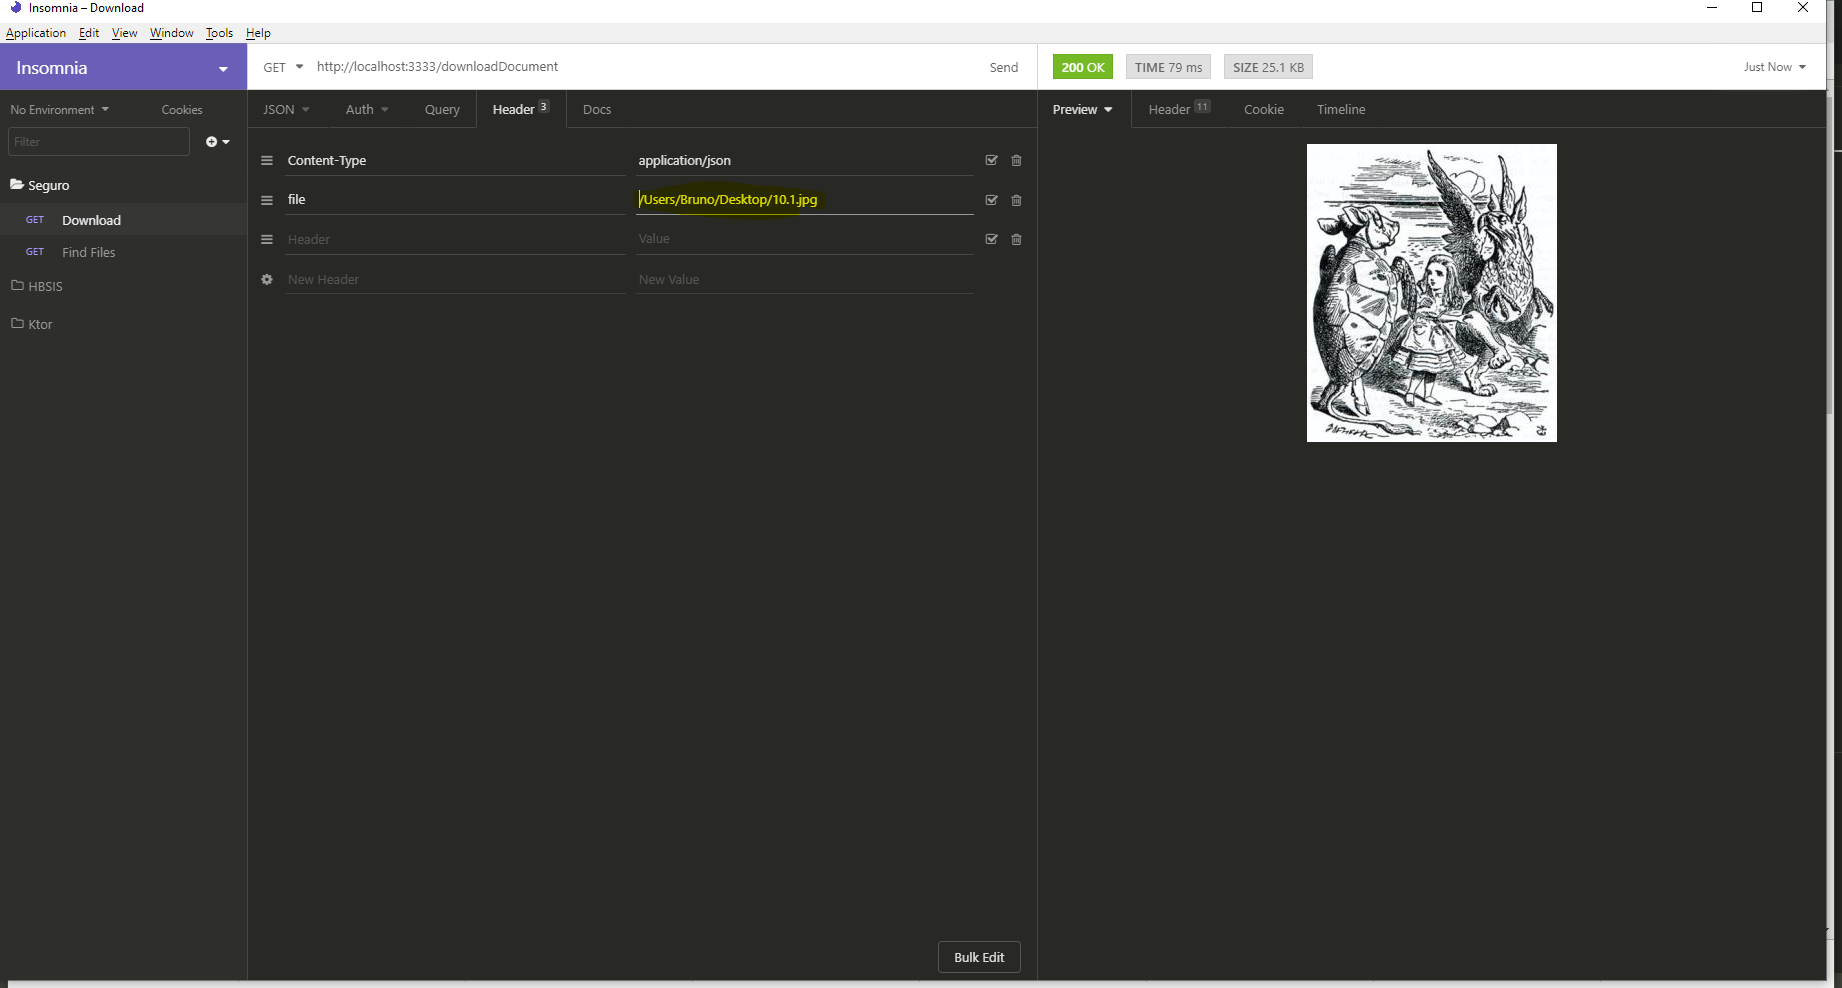 Insomnia – Download
Application Edit View Window Tools Help
Insomnia
GET http://localhost:3333/downloadDocument Send
200 OK TIME 79 ms SIZE 25.1 KB Just Now
No Environment Cookies
JSON Auth Query Header 3 Docs
Preview Header 11 Cookie Timeline
Filter
Content-Type application/json
Seguro
file /Users/Bruno/Desktop/10.1.jpg
GET Download
Header Value
GET Find Files
New Header New Value
HBSIS
Ktor
Bulk Edit